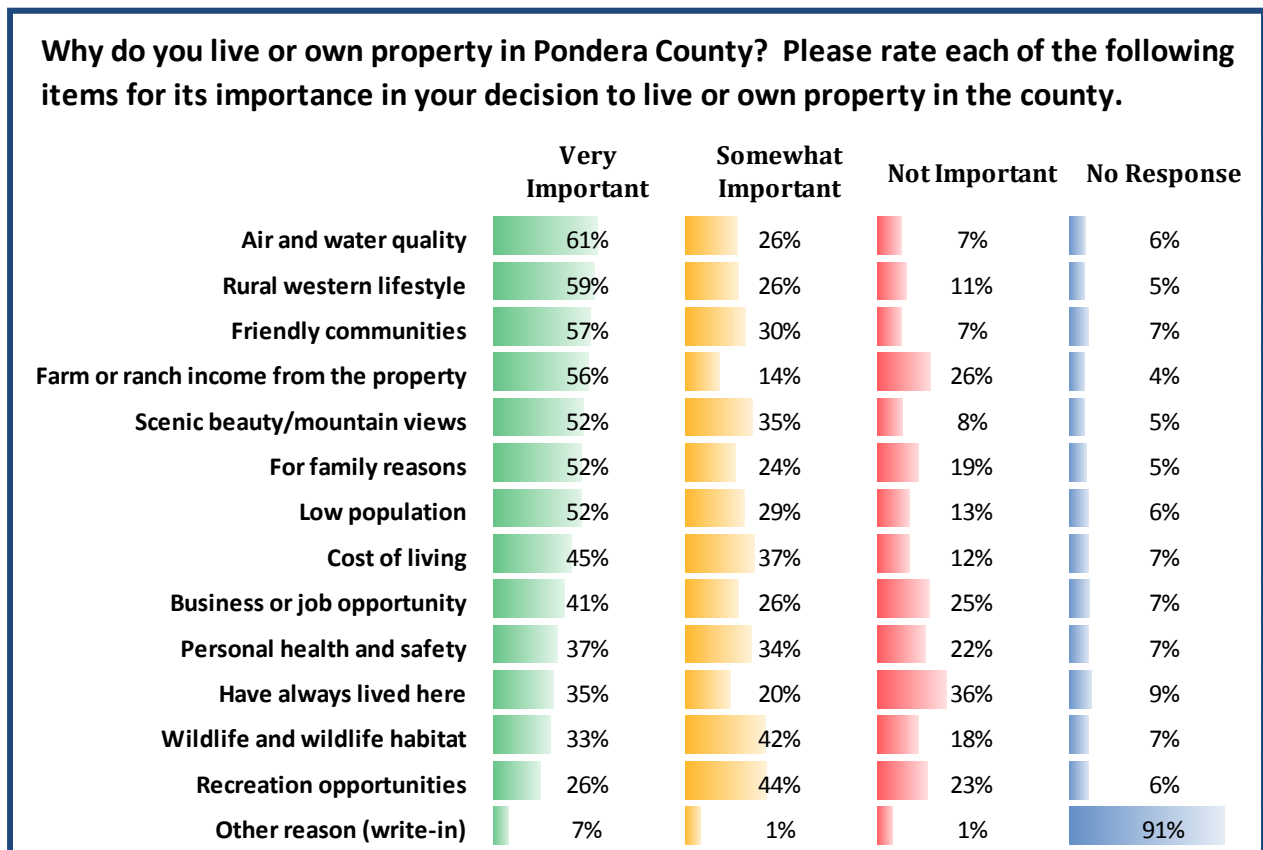 Why do you live or own property in Pondera County?  Please rate each of the following
items for its importance in your decision to live or own property in the county.
Very Important Somewhat Important Not Important No Response
Air and water quality 61% 26% 7% 6%
Rural western lifestyle 59% 26% 11% 5%
Friendly communities 57% 30% 7% 7%
Farm or ranch income from the property 56% 14% 26% 4%
Scenic beauty/mountain views 52% 35% 8% 5%
For family reasons 52% 24% 19% 5%
Low population 52% 29% 13% 6%
Cost of living 45% 37% 12% 7%
Business or job opportunity 41% 26% 25% 7%
Personal health and safety 37% 34% 22% 7%
Have always lived here 35% 20% 36% 9%
Wildlife and wildlife habitat 33% 42% 18% 7%
Recreation opportunities 26% 44% 23% 6%
Other reason (write-in) 7% 1% 1% 91%